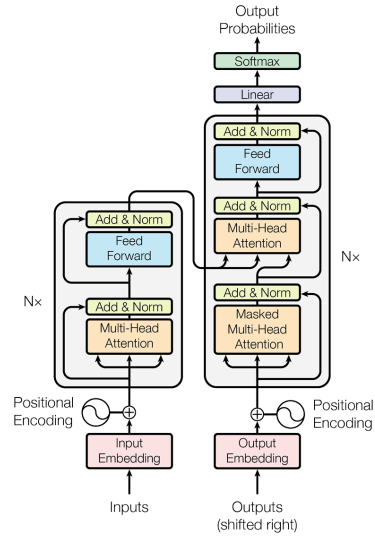 Output
Probabilities
Softmax
Linear
Add & Norm
Feed
Forward
Add & Norm
Multi-Head
Attention
Add & Norm
Masked
Multi-Head
Attention
N×
Positional
Encoding
Output
Embedding
Outputs
(shifted right)
Add & Norm
Feed
Forward
Add & Norm
Multi-Head
Attention
N×
Positional
Encoding
Input
Embedding
Inputs